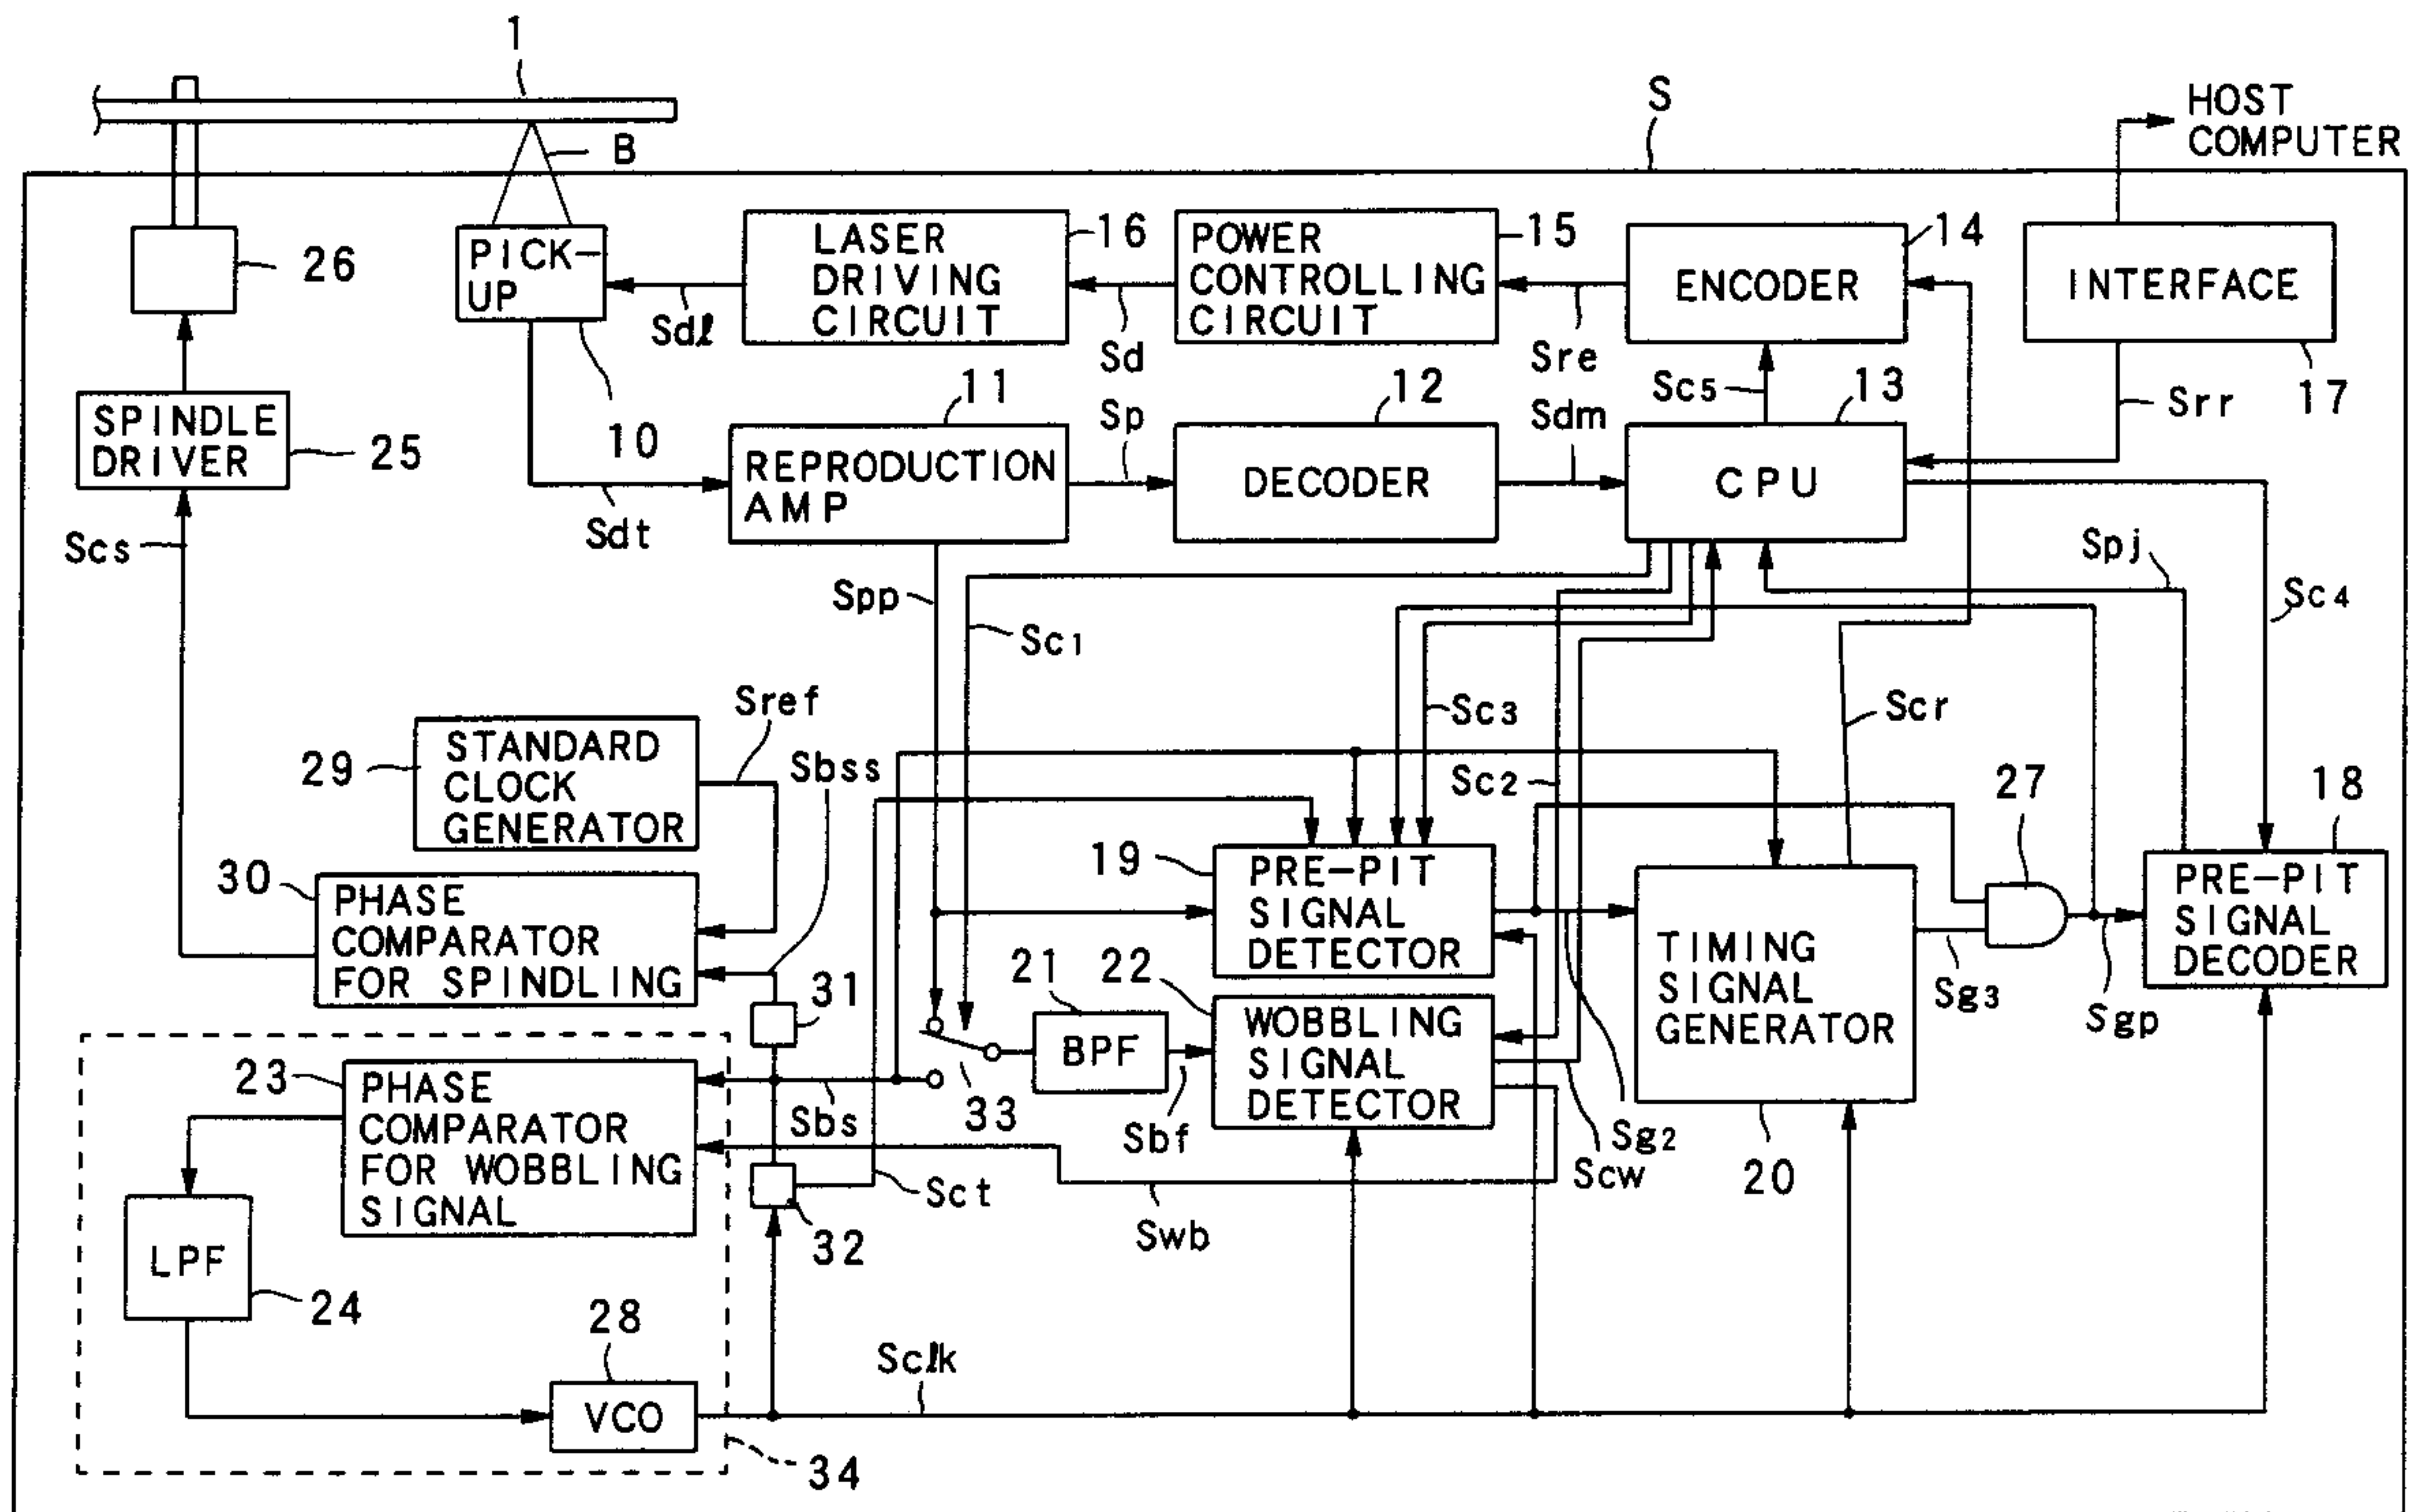 1
S
HOST
COMPUTER
B
26
PICK-
UP
10
LASER
DRIVING
CIRCUIT
16
POWER
CONTROLLING
CIRCUIT
15
ENCODER
14
INTERFACE
17
Sdl
Sd
Sre
Sc5
Srr
SPINDLE
DRIVER
25
REPRODUCTION
AMP
11
Sp
DECODER
12
Sdm
CPU
13
Sdt
Scs
Spp
Sc1
Spj
Sc4
Sref
Sc3
Scr
STANDARD
CLOCK
GENERATOR
29
Sbss
Sc2
27
18
PHASE
COMPARATOR
FOR SPINDLING
30
PRE-PIT
SIGNAL
DETECTOR
19
TIMING
SIGNAL
GENERATOR
20
Sg3
Sgp
PRE-PIT
SIGNAL
DECODER
31
21
BPF
22
WOBBLING
SIGNAL
DETECTOR
23
PHASE
COMPARATOR
FOR WOBBLING
SIGNAL
Sbs
33
Sbf
Sg2
Scw
Sct
Swb
32
LPF
24
28
VCO
Sclk
34